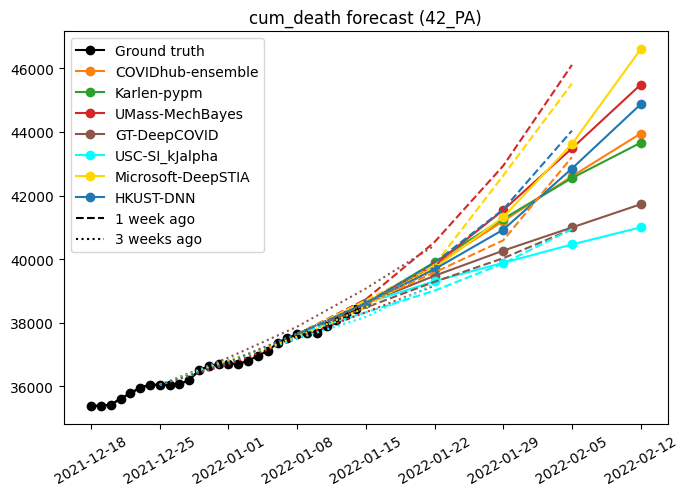 cum_death forecast (42_PA)
46000
44000
42000
40000
38000
36000
Ground truth
COVIDhub-ensemble
Karlen-pypm
UMass-MechBayes
GT-DeepCOVID
USC-SI_kJalpha
Microsoft-DeepSTIA
HKUST-DNN
1 week ago
3 weeks ago
2021-12-18
2021-12-25
2022-01-01
2022-01-08
2022-01-15
2022-01-22
2022-01-29
2022-02-05
2022-02-12